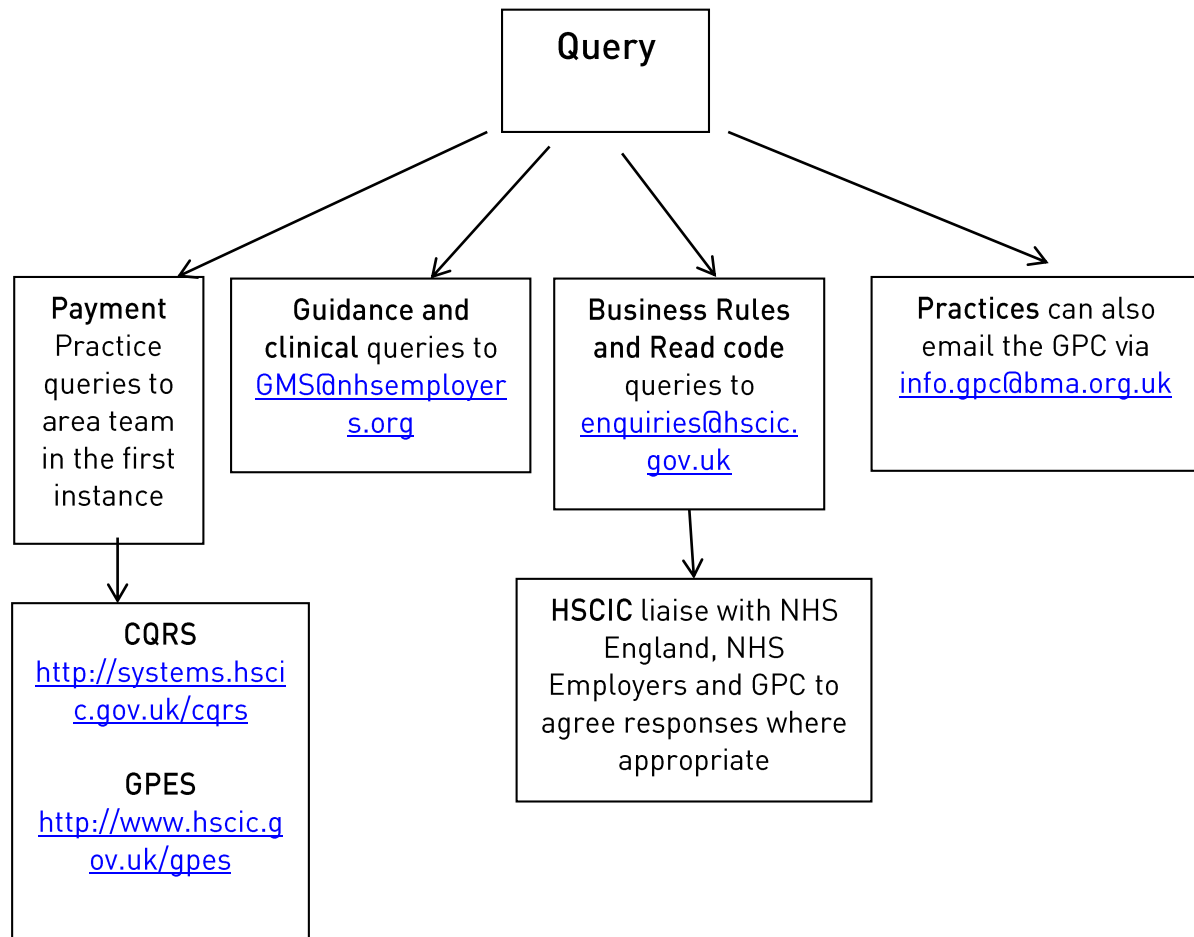 Query
Payment
Practice
queries to
area team
in the first
instance
Guidance and
clinical queries to
GMS@nhsemployer
s.org
Business Rules
and Read code
queries to
enquiries@hscic.
gov.uk
Practices can also
email the GPC via
info.gpc@bma.org.uk
CQRS
http://systems.hsci
c.gov.uk/cqrs
GPES
http://www.hscic.g
ov.uk/gpes
HSCIC liaise with NHS
England, NHS
Employers and GPC to
agree responses where
appropriate